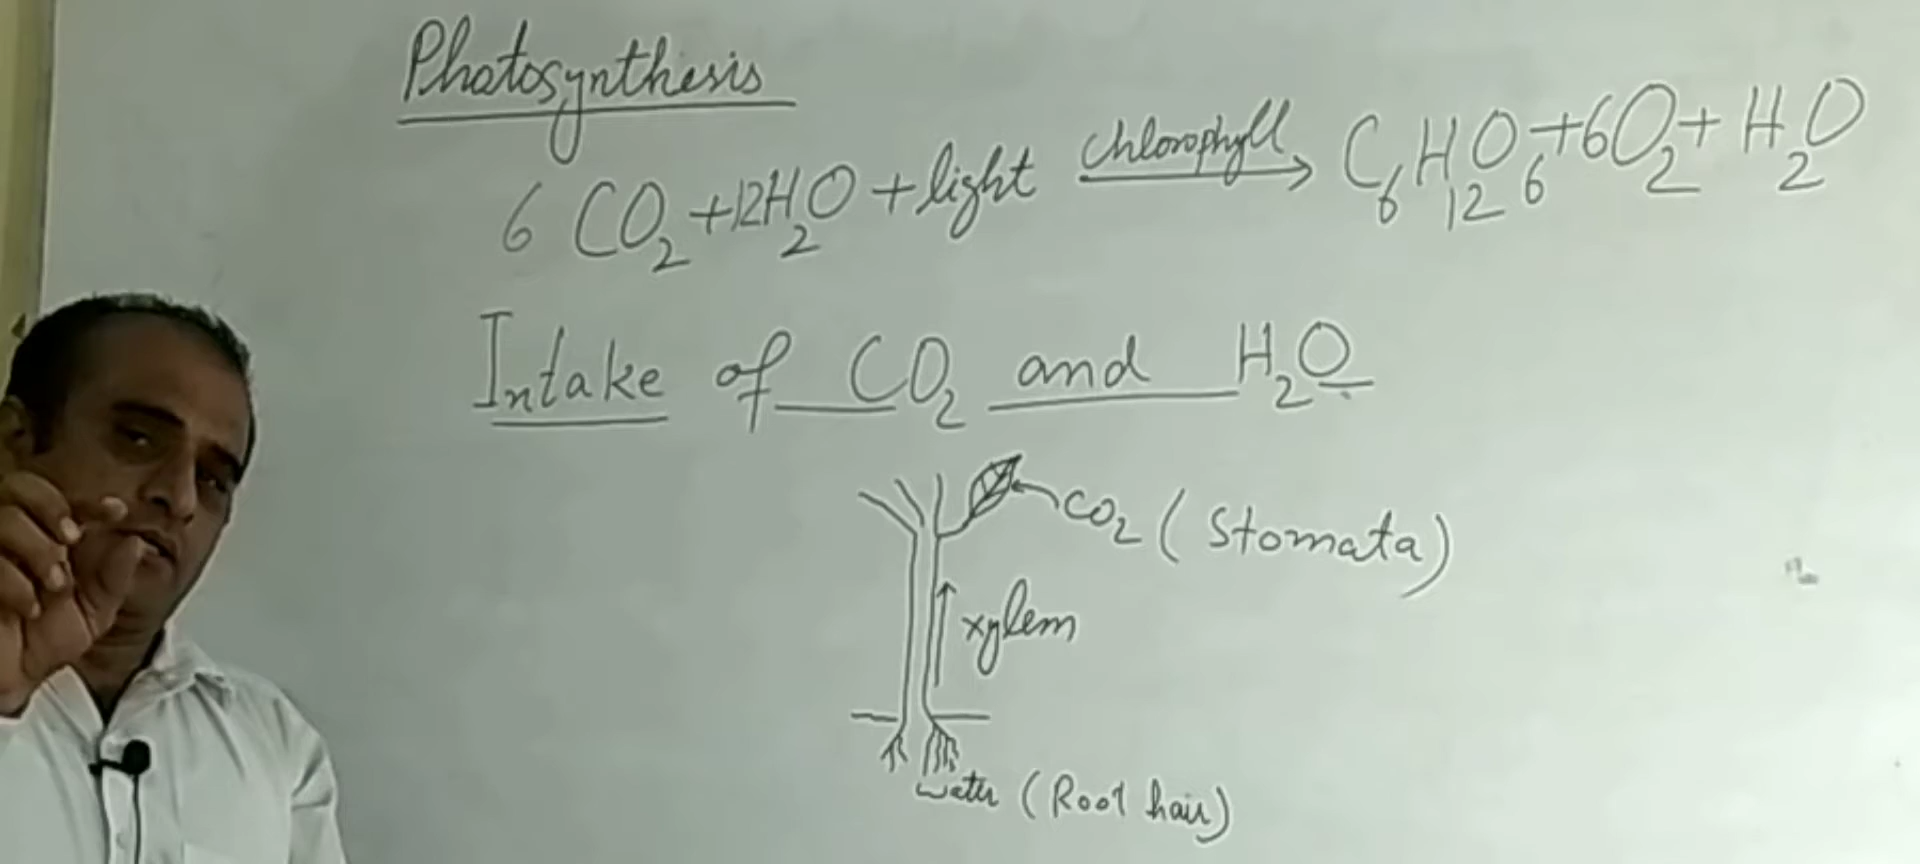 Photosynthesis
6 CO2 + 12H2O + light chlorophyll → C6H12O6 + 6O2 + H2O
Intake of CO2 and H2O
CO2 (Stomata)
xylem
water (Root hair)